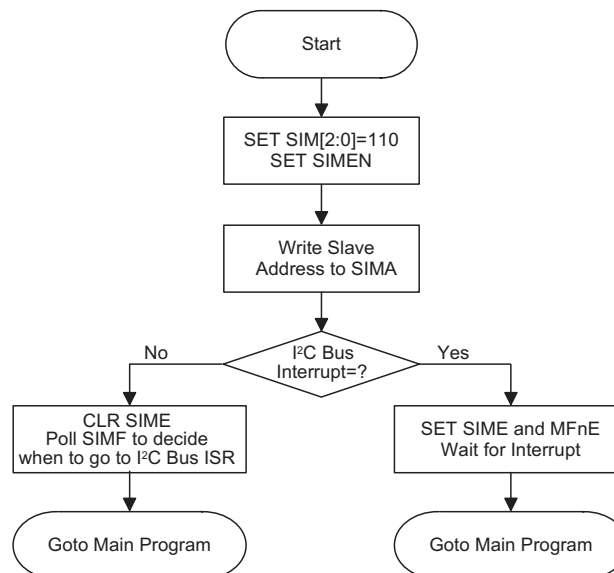 Start
SET SIM[2:0]=110
SET SIMEN
Write Slave
Address to SIMA
No
I²C Bus
Interrupt=?
Yes
CLR SIME
Poll SIMF to decide
when to go to I²C Bus ISR
SET SIME and MFnE
Wait for Interrupt
Goto Main Program
Goto Main Program